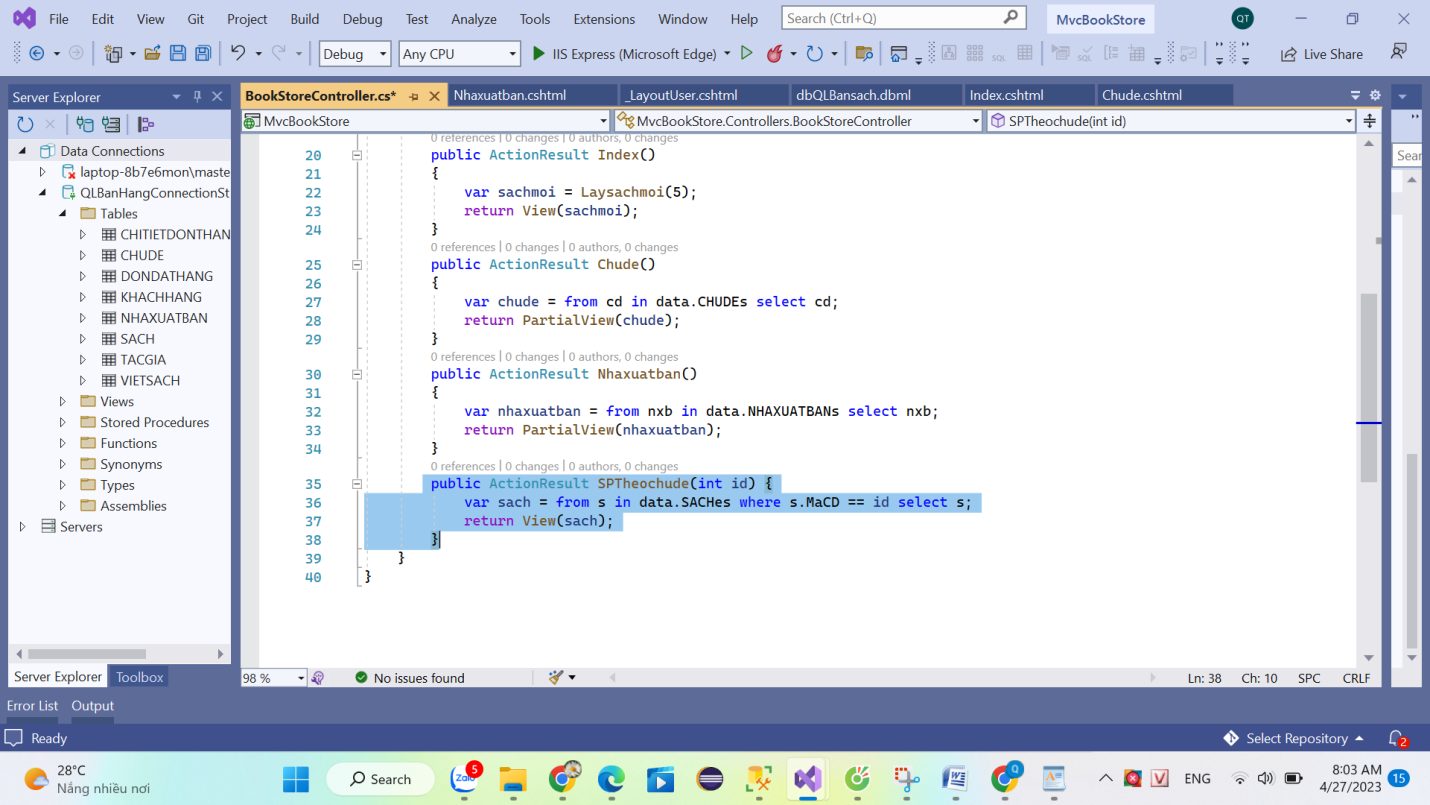 File Edit View Git Project Build Debug Test Analyze Tools Extensions Window Help Search (Ctrl+Q) MvcBookStore QT
Debug Any CPU IIS Express (Microsoft Edge) Live Share
Server Explorer
Data Connections
laptop-8b7e6mon\maste
QLBanHangConnectionSt
Tables
CHITIETDONTHAN
CHUDE
DONDATHANG
KHACHHANG
NHAXUATBAN
SACH
TACGIA
VIETSACH
Views
Stored Procedures
Functions
Synonyms
Types
Assemblies
Servers
Server Explorer Toolbox
BookStoreController.cs* Nhaxuatban.cshtml _LayoutUser.cshtml dbQLBansach.dbml Index.cshtml Chude.cshtml
MvcBookStore MvcBookStore.Controllers.BookStoreController SPTheochude(int id)
Sear
0 references | 0 changes | 0 authors, 0 changes
20 public ActionResult Index()
21 {
22 var sachmoi = Laysachmoi(5);
23 return View(sachmoi);
24 }
0 references | 0 changes | 0 authors, 0 changes
25 public ActionResult Chude()
26 {
27 var chude = from cd in data.CHUDEs select cd;
28 return PartialView(chude);
29 }
0 references | 0 changes | 0 authors, 0 changes
30 public ActionResult Nhaxuatban()
31 {
32 var nhaxuatban = from nxb in data.NHAXUATBANs select nxb;
33 return PartialView(nhaxuatban);
34 }
0 references | 0 changes | 0 authors, 0 changes
35 public ActionResult SPTheochude(int id) {
36 var sach = from s in data.SACHes where s.MaCD == id select s;
37 return View(sach);
38 }
39 }
40 }
98 % No issues found Ln: 38 Ch: 10 SPC CRLF
Error List Output
Ready Select Repository 2
28°C
Nắng nhiều nơi
Search
Zalo 5
Q
V
ENG
8:03 AM
4/27/2023
15